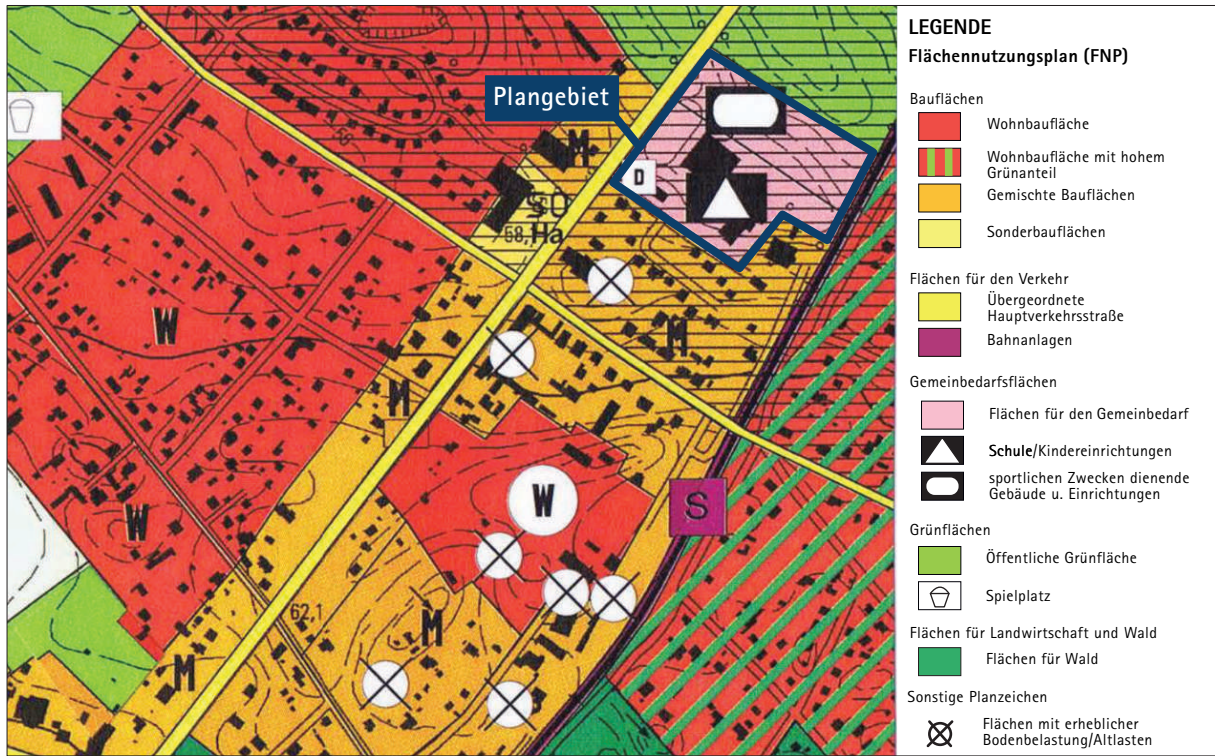 Plangebiet
D
M
SO
58,
Ha
W
M
M
W
S
W
62,1
M
M
LEGENDE
Flächennutzungsplan (FNP)
Bauflächen
Wohnbaufläche
Wohnbaufläche mit hohem
Grünanteil
Gemischte Bauflächen
Sonderbauflächen
Flächen für den Verkehr
Übergeordnete
Hauptverkehrsstraße
Bahnanlagen
Gemeinbedarfsflächen
Flächen für den Gemeinbedarf
Schule/Kindereinrichtungen
sportlichen Zwecken dienende
Gebäude u. Einrichtungen
Grünflächen
Öffentliche Grünfläche
Spielplatz
Flächen für Landwirtschaft und Wald
Flächen für Wald
Sonstige Planzeichen
Flächen mit erheblicher
Bodenbelastung/Altlasten